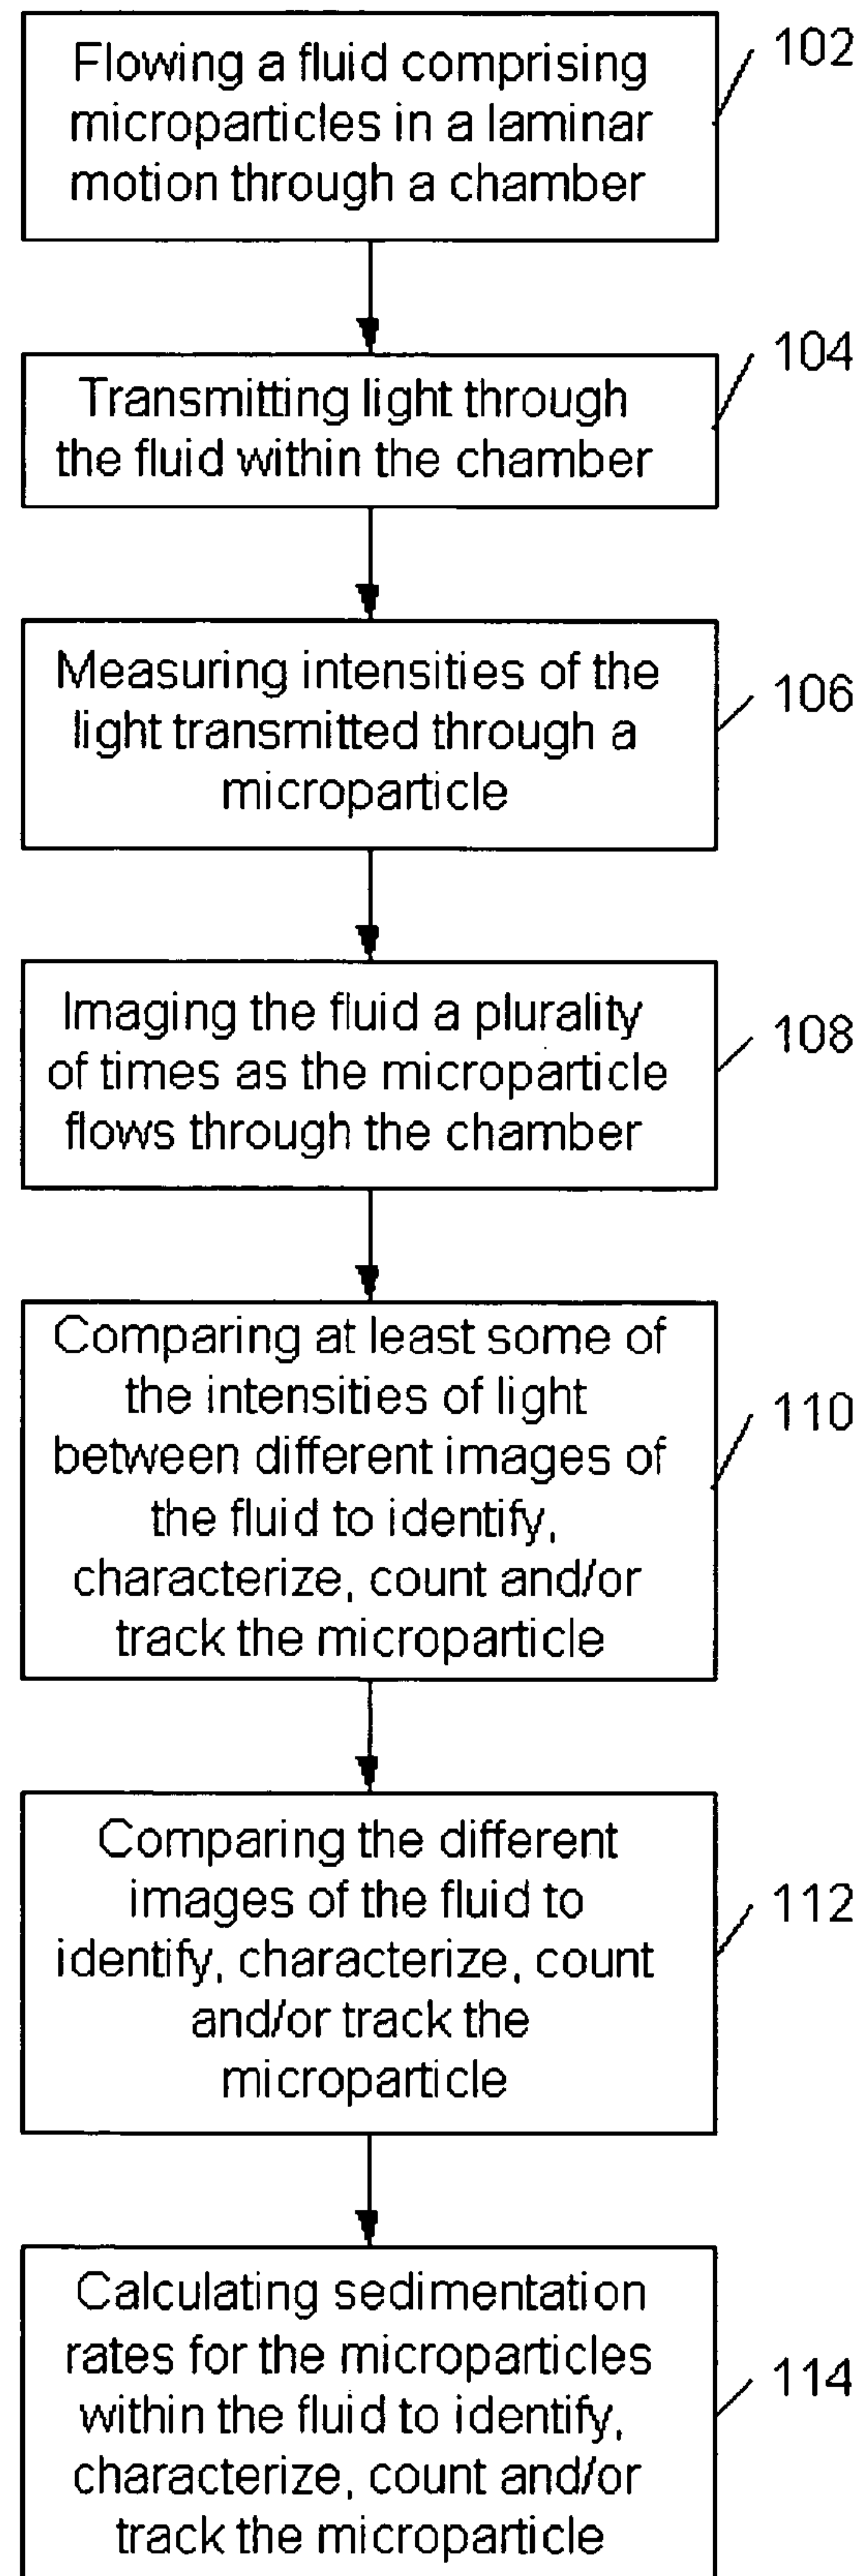 Flowing a fluid comprising
microparticles in a laminar
motion through a chamber
102
Transmitting light through
the fluid within the chamber
104
Measuring intensities of the
light transmitted through a
microparticle
106
Imaging the fluid a plurality
of times as the microparticle
flows through the chamber
108
Comparing at least some of
the intensities of light
between different images of
the fluid to identify,
characterize, count and/or
track the microparticle
110
Comparing the different
images of the fluid to
identify, characterize, count
and/or track the
microparticle
112
Calculating sedimentation
rates for the microparticles
within the fluid to identify,
characterize, count and/or
track the microparticle
114